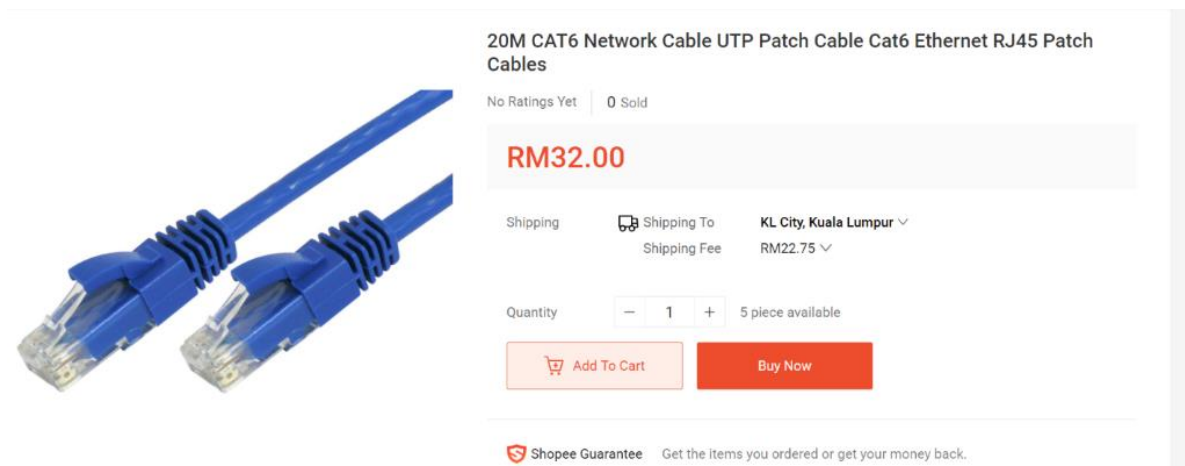 20M CAT6 Network Cable UTP Patch Cable Cat6 Ethernet RJ45 Patch
Cables
No Ratings Yet 0 Sold
RM32.00
Shipping Shipping To KL City, Kuala Lumpur
Shipping Fee RM22.75
Quantity − 1 + 5 piece available
Add To Cart Buy Now
Shopee Guarantee Get the items you ordered or get your money back.